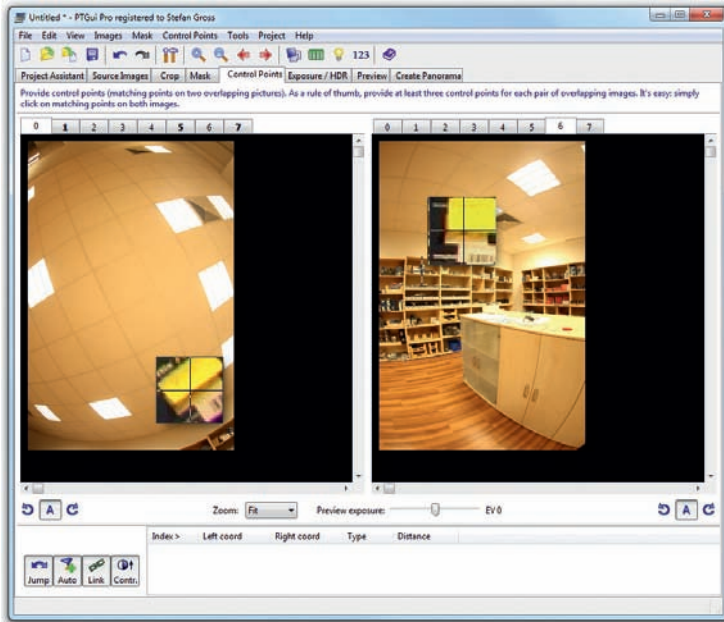 Untitled * - PTGui Pro registered to Stefan Gross
File Edit View Images Mask Control Points Tools Project Help
123
Project Assistant Source Images Crop Mask Control Points Exposure / HDR Preview Create Panorama
Provide control points (matching points on two overlapping pictures). As a rule of thumb, provide at least three control points for each pair of overlapping images. It's easy: simply
click on matching points on both images.
0 1 2 3 4 5 6 7 0 1 2 3 4 5 6 7
A Zoom: Fit Preview exposure: EV 0 A
Index > Left coord Right coord Type Distance
Jump Auto Link Contr.